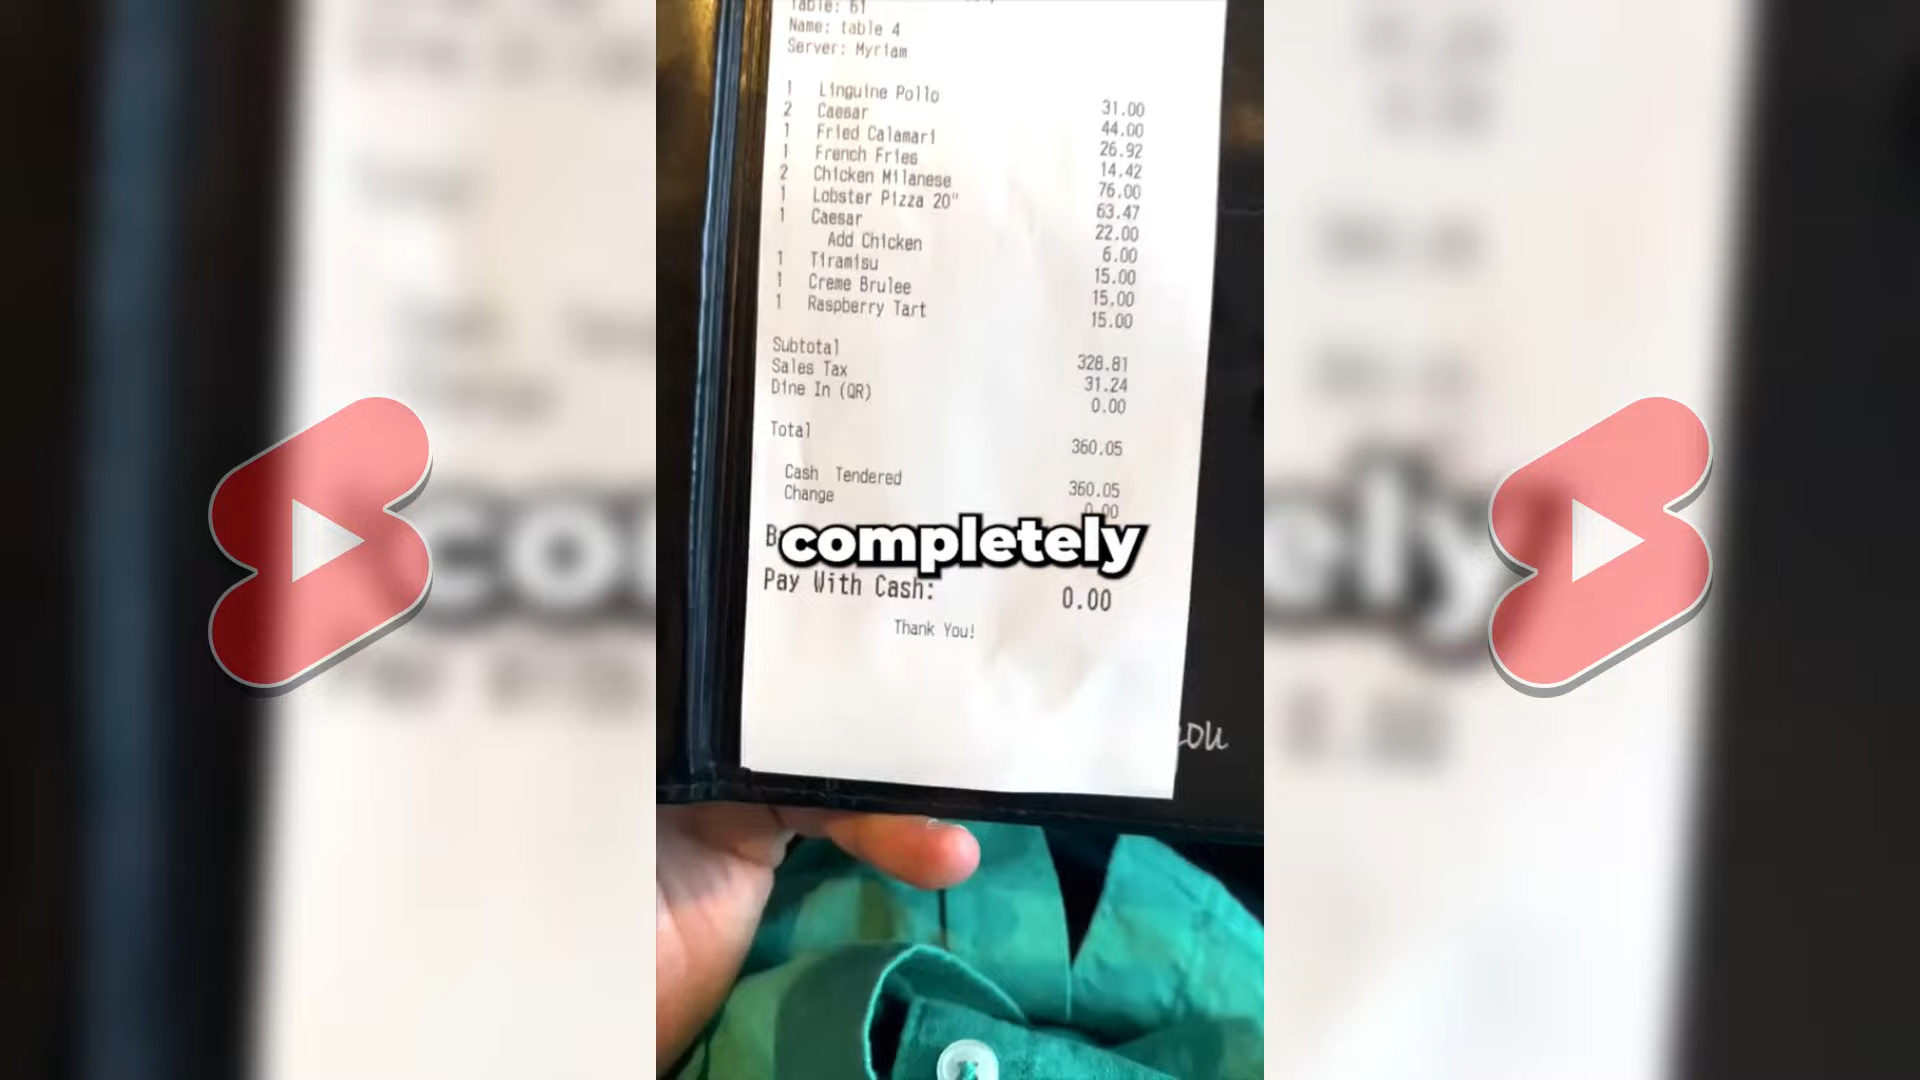 Table: 61
Name: table 4
Server: Myriam
1 Linguine Pollo 31.00
2 Caesar 44.00
1 Fried Calamari 26.92
1 French Fries 14.42
2 Chicken Milanese 76.00
1 Lobster Pizza 20" 63.47
1 Caesar 22.00
Add Chicken 6.00
1 Tiramisu 15.00
1 Creme Brulee 15.00
1 Raspberry Tart 15.00
Subtotal 328.81
Sales Tax 31.24
Dine In (QR) 0.00
Total 360.05
Cash Tendered 360.05
Change 0.00
completely
Pay With Cash: 0.00
Thank You!